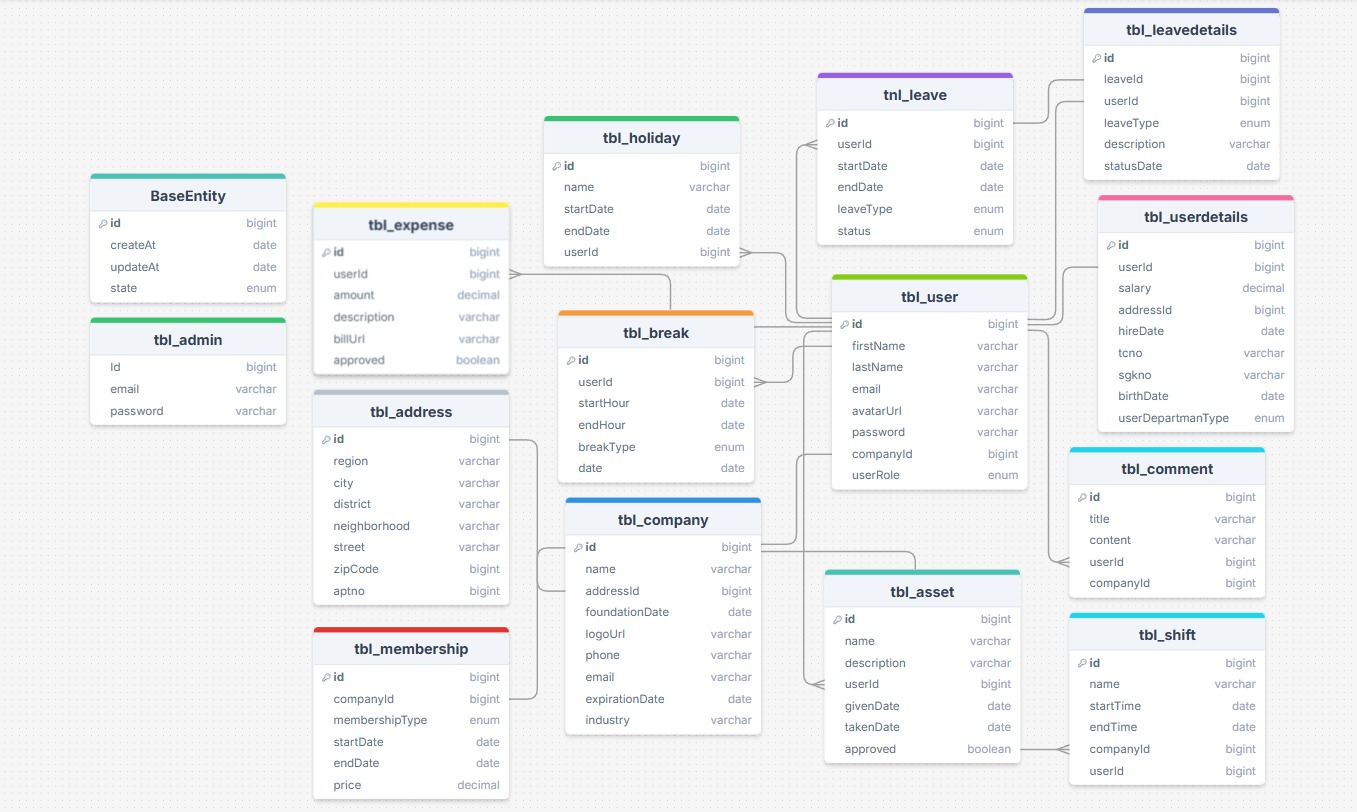 BaseEntity
id bigint
createAt date
updateAt date
state enum
tbl_admin
Id bigint
email varchar
password varchar
tbl_expense
id bigint
userId bigint
amount decimal
description varchar
billUrl varchar
approved boolean
tbl_address
id bigint
region varchar
city varchar
district varchar
neighborhood varchar
street varchar
zipCode bigint
aptno bigint
tbl_membership
id bigint
companyId bigint
membershipType enum
startDate date
endDate date
price decimal
tbl_holiday
id bigint
name varchar
startDate date
endDate date
userId bigint
tbl_break
id bigint
userId bigint
startHour date
endHour date
breakType enum
date date
tbl_company
id bigint
name varchar
addressId bigint
foundationDate date
logoUrl varchar
phone varchar
email varchar
expirationDate date
industry varchar
tnl_leave
id bigint
userId bigint
startDate date
endDate date
leaveType enum
status enum
tbl_user
id bigint
firstName varchar
lastName varchar
email varchar
avatarUrl varchar
password varchar
companyId bigint
userRole enum
tbl_asset
id bigint
name varchar
description varchar
userId bigint
givenDate date
takenDate date
approved boolean
tbl_leavedetails
id bigint
leaveId bigint
userId bigint
leaveType enum
description varchar
statusDate date
tbl_userdetails
id bigint
userId bigint
salary decimal
addressId bigint
hireDate date
tcno varchar
sgkno varchar
birthDate date
userDepartmanType enum
tbl_comment
id bigint
title varchar
content varchar
userId bigint
companyId bigint
tbl_shift
id bigint
name varchar
startTime date
endTime date
companyId bigint
userId bigint